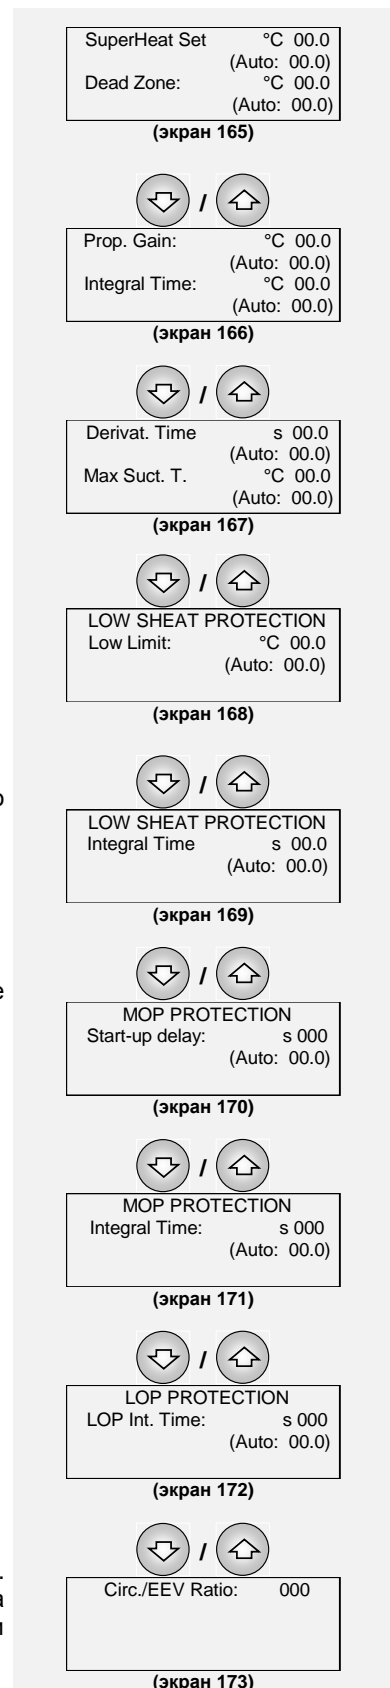 SuperHeat Set °C 00.0
(Auto: 00.0)
Dead Zone: °C 00.0
(Auto: 00.0)
(экран 165)
/
Prop. Gain: °C 00.0
(Auto: 00.0)
Integral Time: °C 00.0
(Auto: 00.0)
(экран 166)
/
Derivat. Time s 00.0
(Auto: 00.0)
Max Suct. T. °C 00.0
(Auto: 00.0)
(экран 167)
/
LOW SHEAT PROTECTION
Low Limit: °C 00.0
(Auto: 00.0)
(экран 168)
/
LOW SHEAT PROTECTION
Integral Time s 00.0
(Auto: 00.0)
(экран 169)
/
MOP PROTECTION
Start-up delay: s 000
(Auto: 00.0)
(экран 170)
/
MOP PROTECTION
Integral Time: s 000
(Auto: 00.0)
(экран 171)
/
LOP PROTECTION
LOP Int. Time: s 000
(Auto: 00.0)
(экран 172)
/
Circ./EEV Ratio: 000
(экран 173)